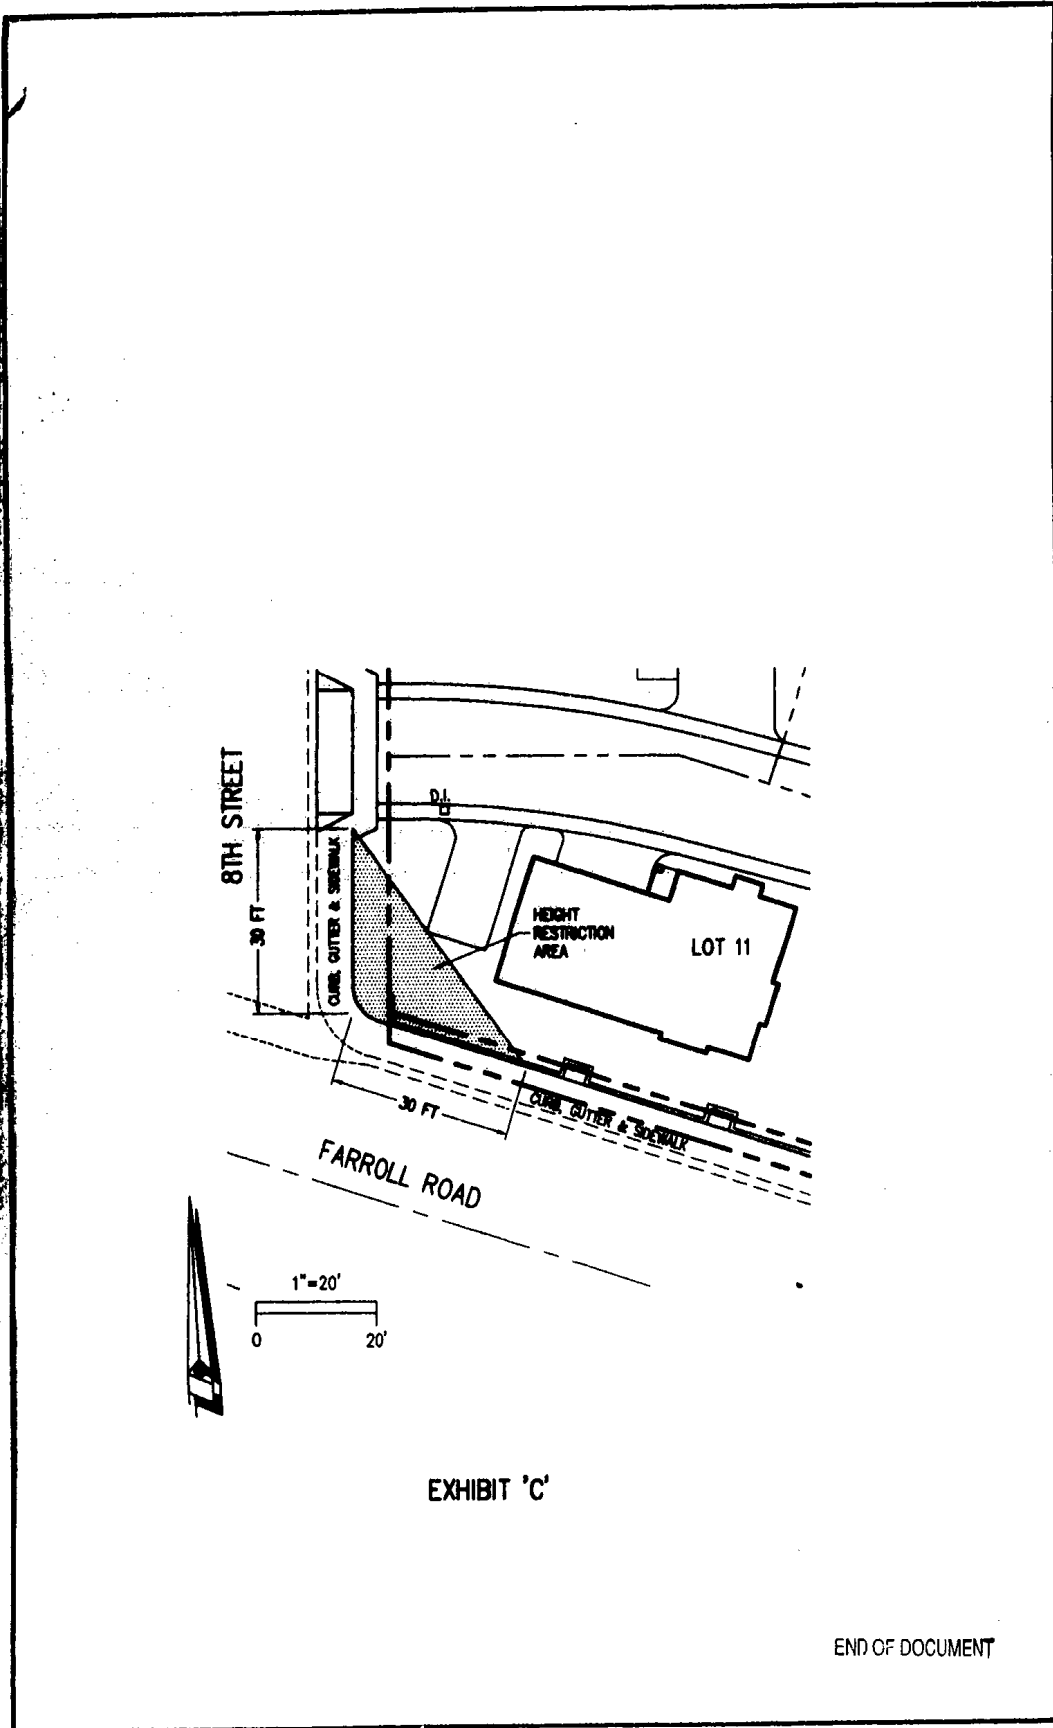 D.I.
8TH STREET
30 FT
CURB, GUTTER & SIDEWALK
HEIGHT
RESTRICTION
AREA
LOT 11
30 FT
CURB, GUTTER & SIDEWALK
FARROLL ROAD
1"=20'
0 20'
EXHIBIT 'C'
END OF DOCUMENT